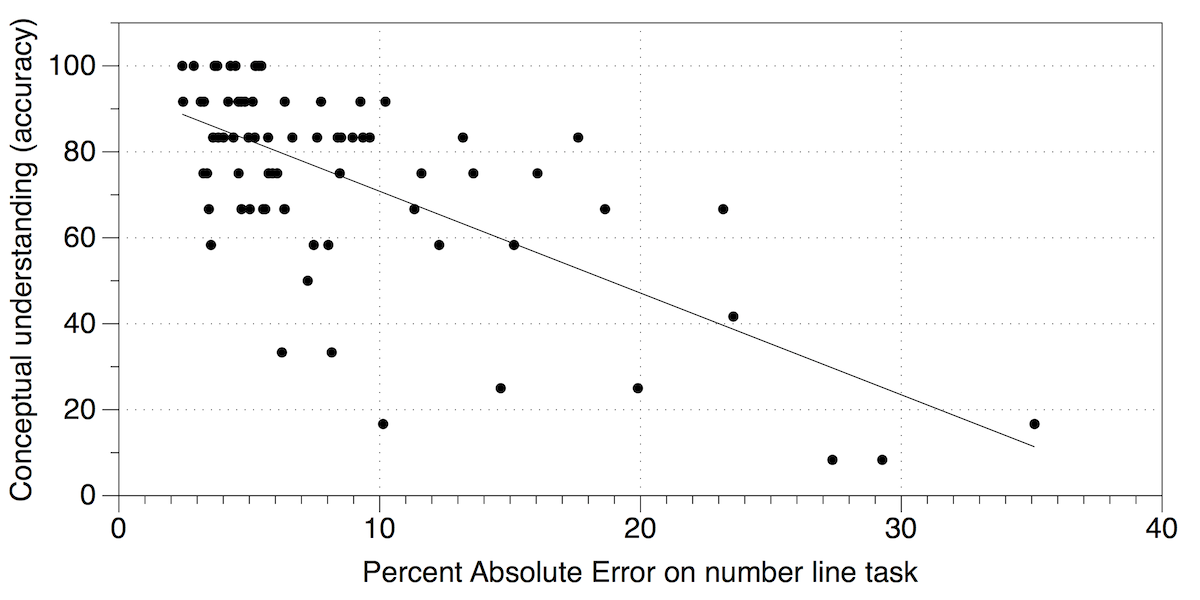 Conceptual understanding (accuracy)
100
80
60
40
20
0
0 10 20 30 40
Percent Absolute Error on number line task